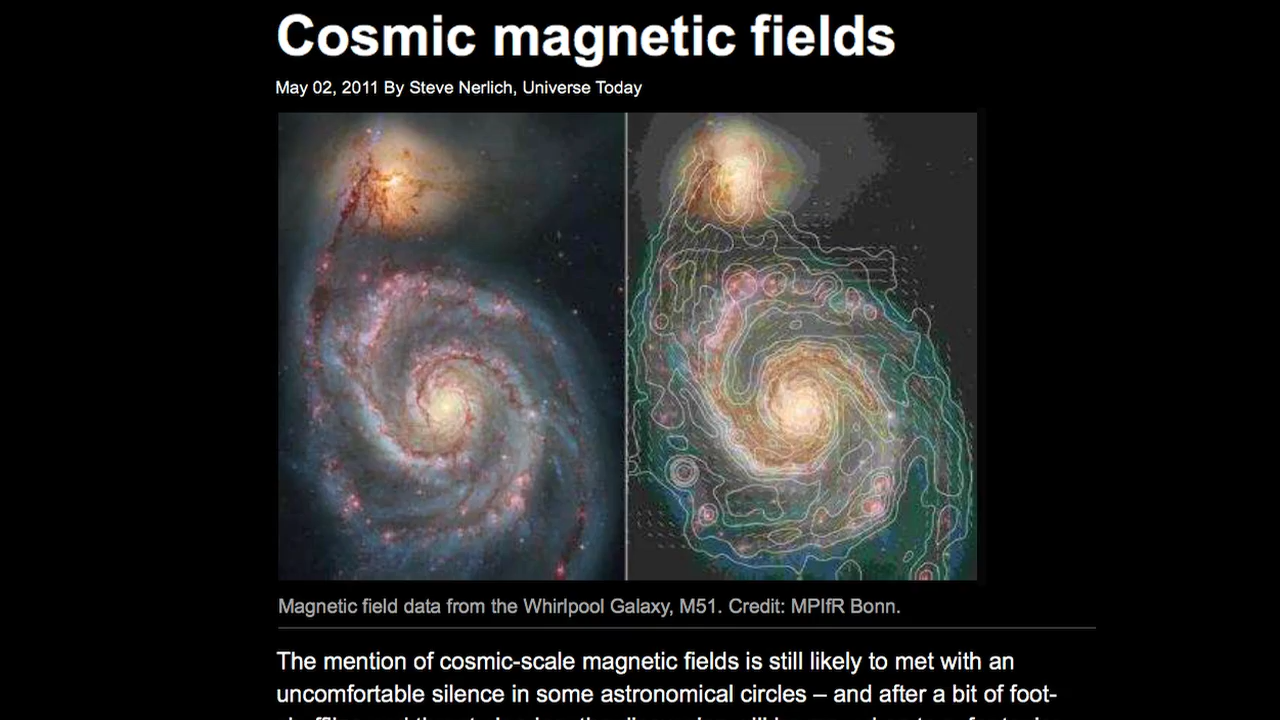 Cosmic magnetic fields
May 02, 2011 By Steve Nerlich, Universe Today
Magnetic field data from the Whirlpool Galaxy, M51. Credit: MPIfR Bonn.
The mention of cosmic-scale magnetic fields is still likely to met with an
uncomfortable silence in some astronomical circles – and after a bit of foot-